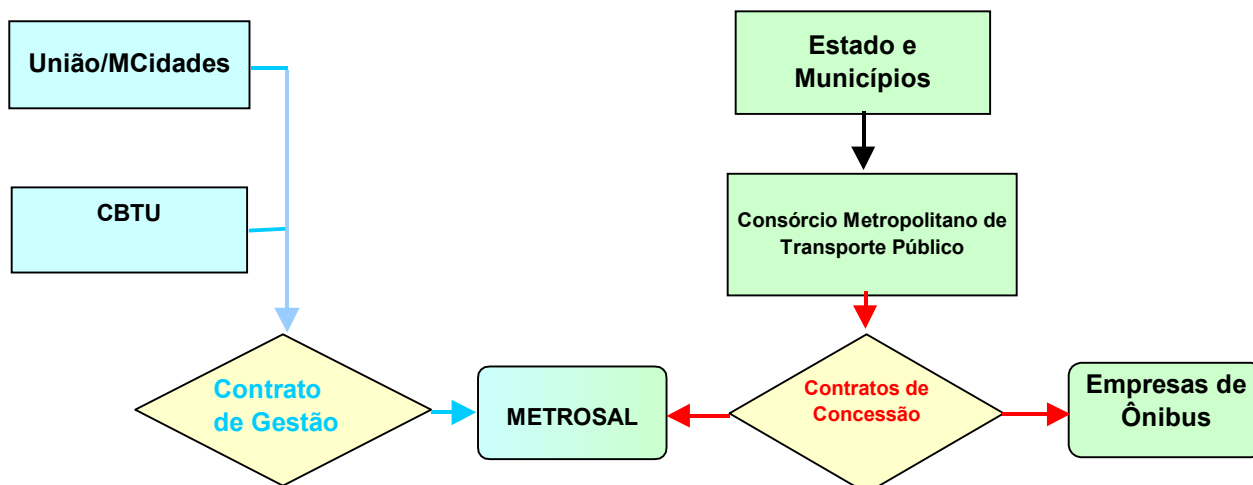 União/MCidades
Estado e
Municípios
CBTU
Consórcio Metropolitano de
Transporte Público
Contrato
de Gestão
METROSAL
Contratos de
Concessão
Empresas de
Ônibus